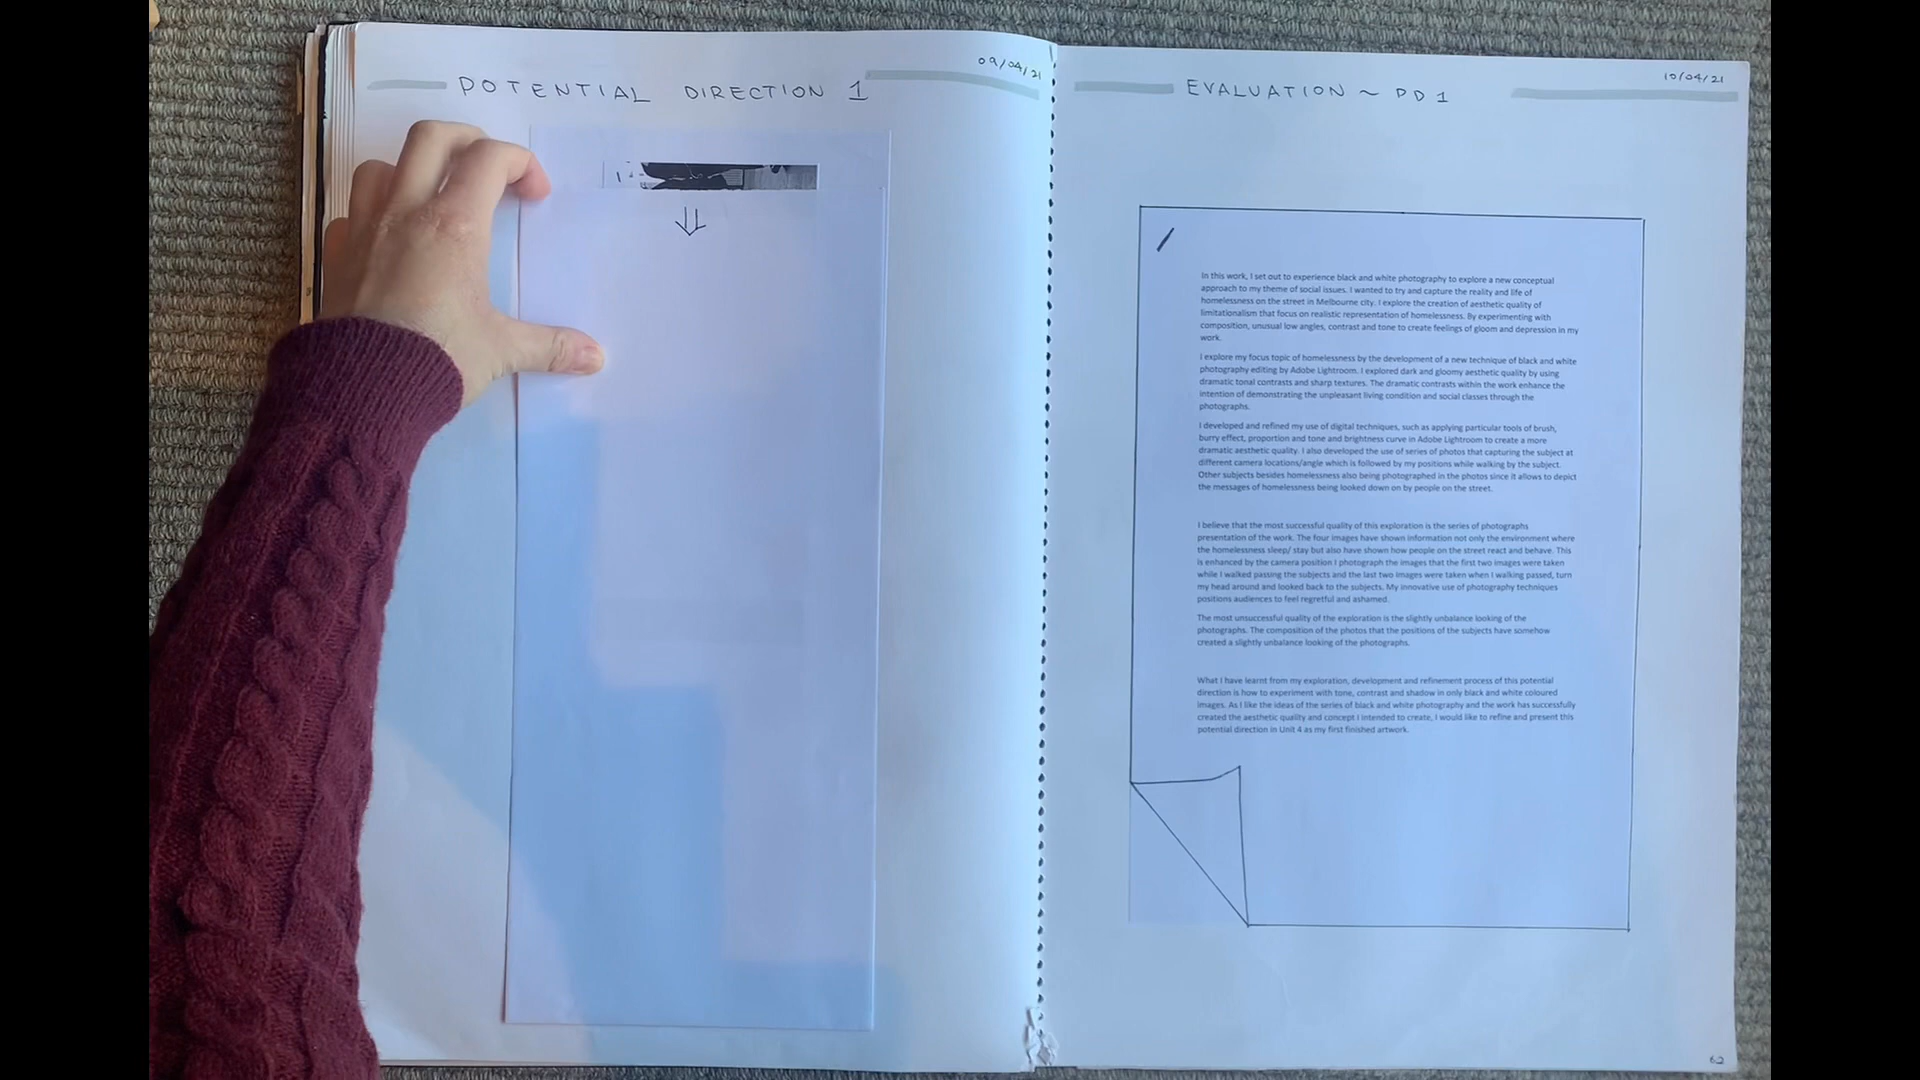 POTENTIAL DIRECTION 1
09/04/21
EVALUATION ~ PD1
10/04/21
In this work, I set out to experience black and white photography to explore a new conceptual
approach to my theme of social issues. I wanted to try and capture the reality and life of
homelessness on the street in Melbourne city. I explore the creation of aesthetic quality of
limitationalism that focus on realistic representation of homelessness. By experimenting with
composition, unusual low angles, contrast and tone to create feelings of gloom and depression in my
work.
I explore my focus topic of homelessness by the development of a new technique of black and white
photography editing by Adobe Lightroom. I explored dark and gloomy aesthetic quality by using
dramatic tonal contrasts and sharp textures. The dramatic contrasts within the work enhance the
intention of demonstrating the unpleasant living condition and social classes through the
photographs.
I developed and refined my use of digital techniques, such as applying particular tools of brush,
burry effect, proportion and tone and brightness curve in Adobe Lightroom to create a more
dramatic aesthetic quality. I also developed the use of series of photos that capturing the subject at
different camera locations/angle which is followed by my positions while walking by the subject.
Other subjects besides homelessness also being photographed in the photos since it allows to depict
the messages of homelessness being looked down on by people on the street.
I believe that the most successful quality of this exploration is the series of photographs
presentation of the work. The four images have shown information not only the environment where
the homelessness sleep/ stay but also have shown how people on the street react and behave. This
is enhanced by the camera position I photograph the images that the first two images were taken
while I walked passing the subjects and the last two images were taken when I walking passed, turn
my head around and looked back to the subjects. My innovative use of photography techniques
positions audiences to feel regretful and ashamed.
The most unsuccessful quality of the exploration is the slightly unbalance looking of the
photographs. The composition of the photos that the positions of the subjects have somehow
created a slightly unbalance looking of the photographs.
What I have learnt from my exploration, development and refinement process of this potential
direction is how to experiment with tone, contrast and shadow in only black and white coloured
images. As I like the ideas of the series of black and white photography and the work has successfully
created the aesthetic quality and concept I intended to create, I would like to refine and present this
potential direction in Unit 4 as my first finished artwork.
62